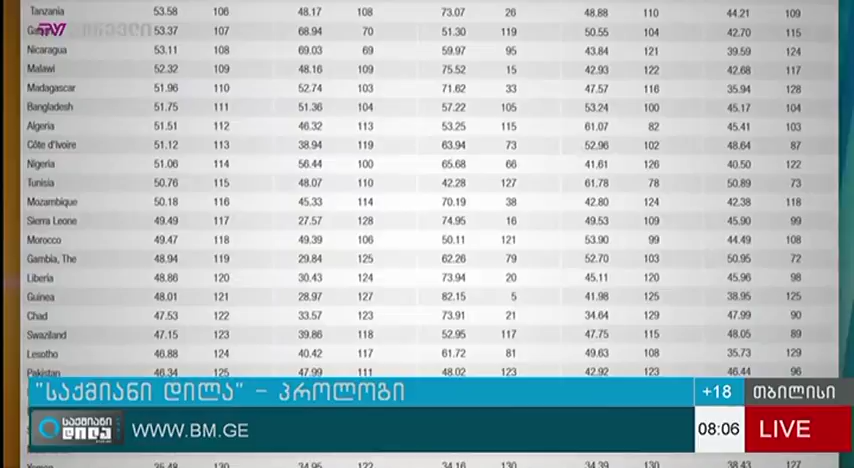 Tanzania 53.58 106 48.17 108 73.07 26 48.88 110 44.21 109
53.37 107 68.94 70 51.30 119 50.55 104 42.70 115
Nicaragua 53.11 108 69.03 69 59.97 95 43.84 121 39.59 124
Malawi 52.32 109 48.16 109 75.52 15 42.93 122 42.68 117
Madagascar 51.96 110 52.74 103 71.62 33 47.57 116 35.94 128
Bangladesh 51.75 111 51.36 104 57.22 105 53.24 100 45.17 104
Algeria 51.51 112 46.32 113 53.25 115 61.07 82 45.41 103
Côte d'Ivoire 51.12 113 38.94 119 63.94 73 52.96 102 48.64 87
Nigeria 51.06 114 56.44 100 65.68 66 41.61 126 40.50 122
Tunisia 50.76 115 48.07 110 42.28 127 61.78 78 50.89 73
Mozambique 50.18 116 45.33 114 70.19 38 42.80 124 42.38 118
Sierra Leone 49.49 117 27.57 128 74.95 16 49.53 109 45.90 99
Morocco 49.47 118 49.39 106 50.11 121 53.90 99 44.49 108
Gambia, The 48.94 119 29.84 125 62.26 79 52.70 103 50.95 72
Liberia 48.86 120 30.43 124 73.94 20 45.11 120 45.96 98
Guinea 48.01 121 28.97 127 82.15 5 41.98 125 38.95 125
Chad 47.53 122 33.57 123 73.91 21 34.64 129 47.99 90
Swaziland 47.15 123 39.86 118 52.95 117 47.75 115 48.05 89
Lesotho 46.88 124 40.42 117 61.72 81 49.63 108 35.73 129
Pakistan 46.34 125 47.99 111 48.02 123 42.92 123 46.44 96
"საქმიანი დილა" - პროლოგი +18 თბილისი
საქმიანი დილა WWW.BM.GE 08:06 LIVE
Yemen 35.48 130 34.95 122 34.16 130 34.39 130 38.43 127